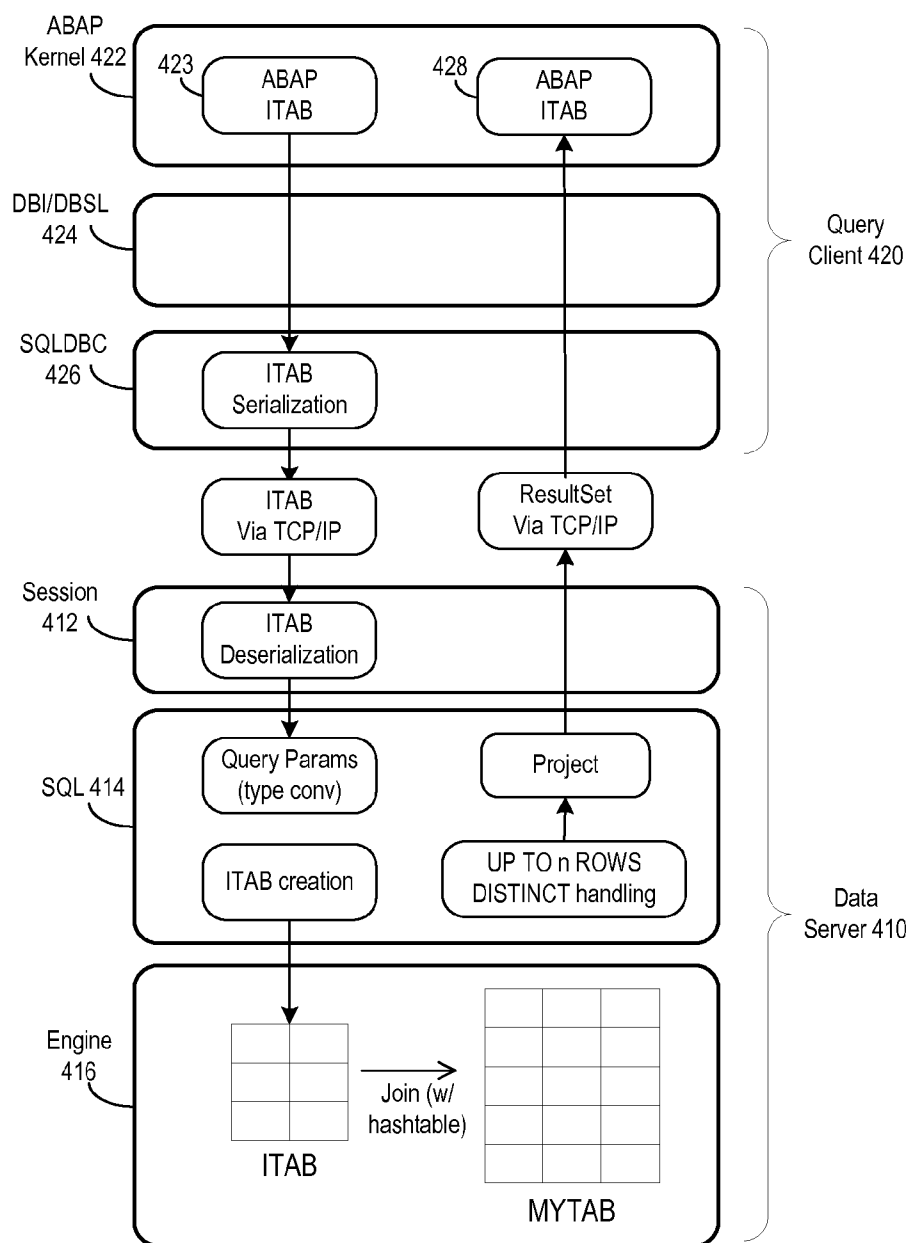 ABAP
Kernel 422
423
ABAP
ITAB
428
ABAP
ITAB
DBI/DBSL
424
Query
Client 420
SQLDBC
426
ITAB
Serialization
ITAB
Via TCP/IP
ResultSet
Via TCP/IP
Session
412
ITAB
Deserialization
SQL 414
Query Params
(type conv)
Project
ITAB creation
UP TO n ROWS
DISTINCT handling
Data
Server 410
Engine
416
Join (w/
hashtable)
ITAB
MYTAB